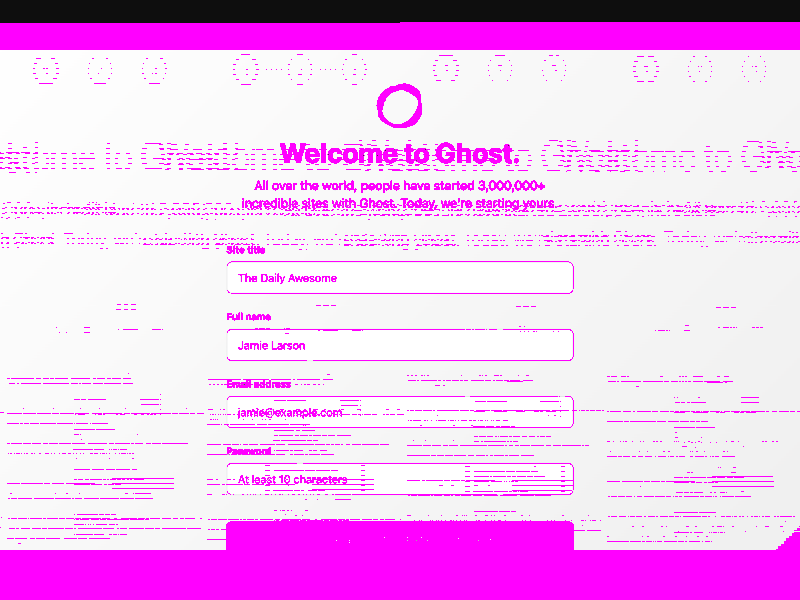 Welcome to Ghost.
All over the world, people have started 3,000,000+
incredible sites with Ghost. Today, we're starting yours.
Site title
The Daily Awesome
Full name
Jamie Larson
Email address
jamie@example.com
Password
At least 10 characters